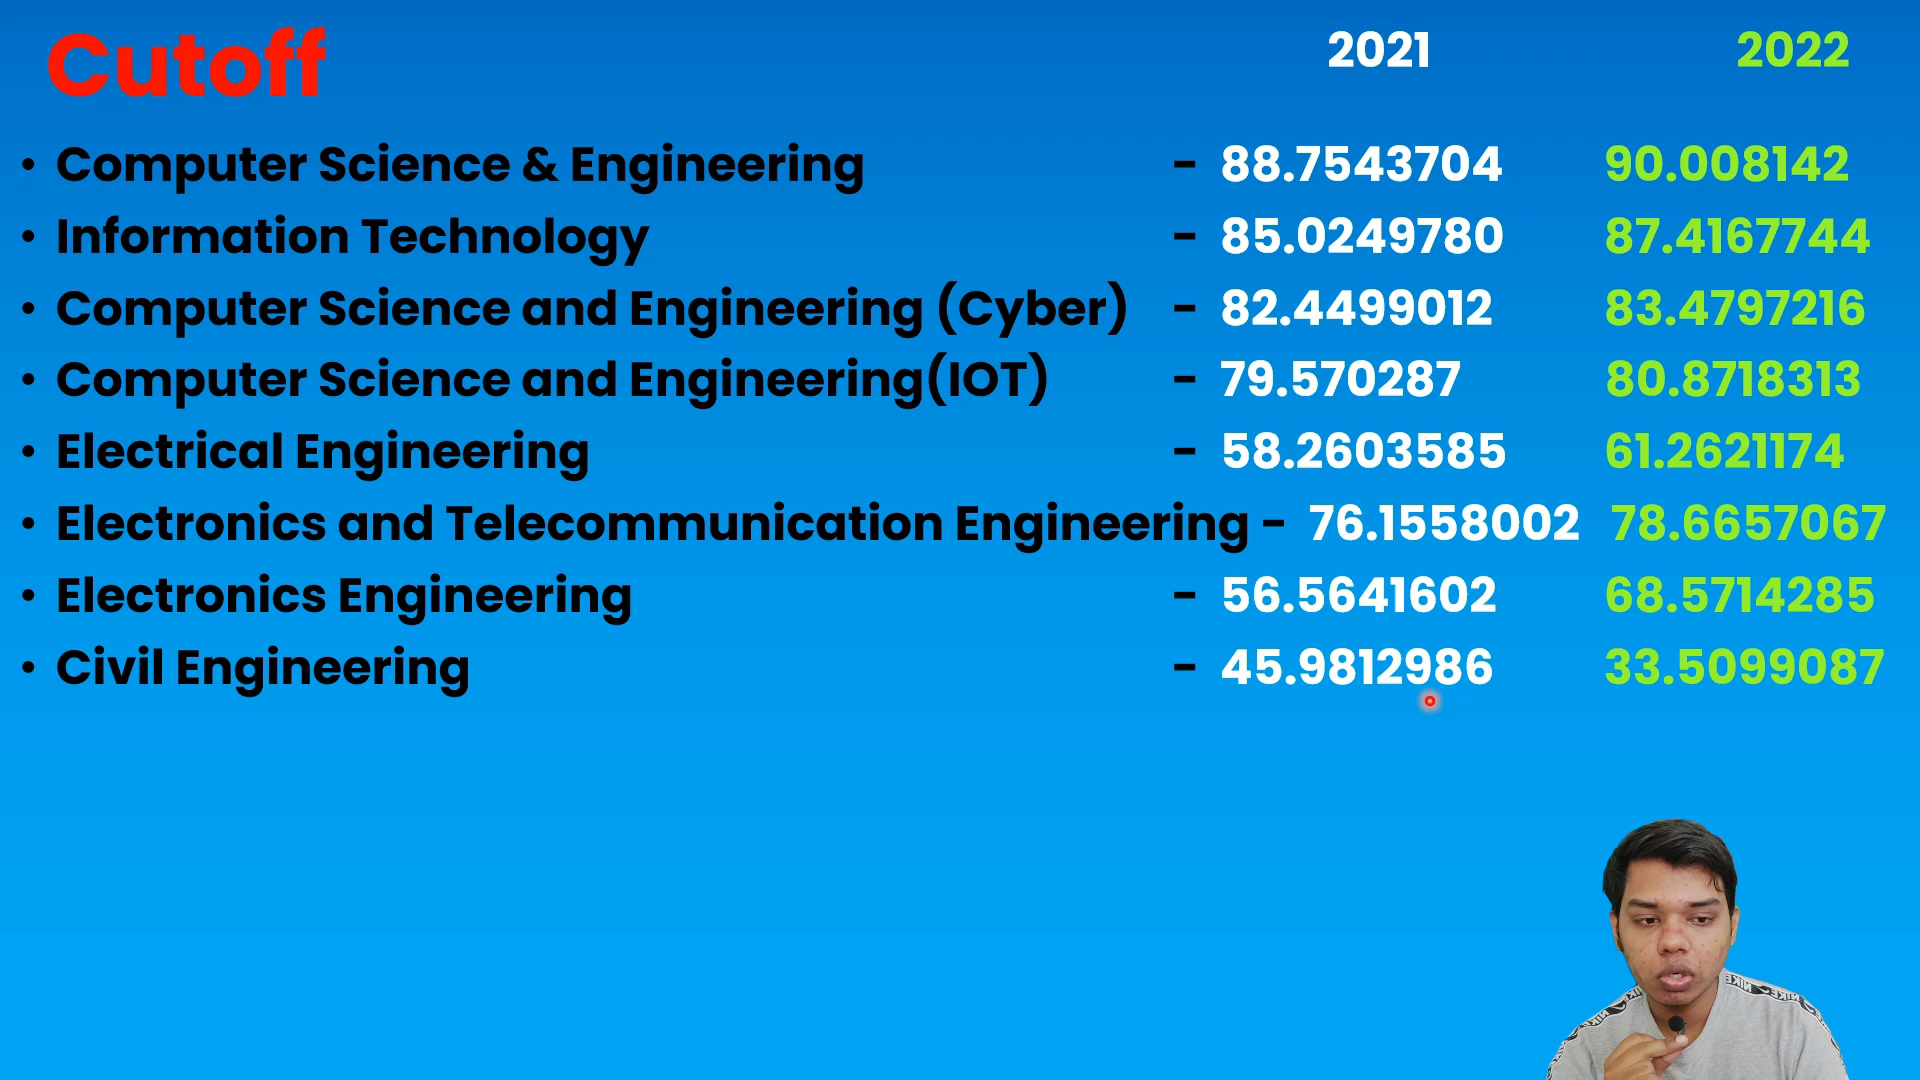 Cutoff 2021 2022
• Computer Science & Engineering - 88.7543704 90.008142
• Information Technology - 85.0249780 87.4167744
• Computer Science and Engineering (Cyber) - 82.4499012 83.4797216
• Computer Science and Engineering(IOT) - 79.570287 80.8718313
• Electrical Engineering - 58.2603585 61.2621174
• Electronics and Telecommunication Engineering - 76.1558002 78.6657067
• Electronics Engineering - 56.5641602 68.5714285
• Civil Engineering - 45.9812986 33.5099087
NIKE NIKE